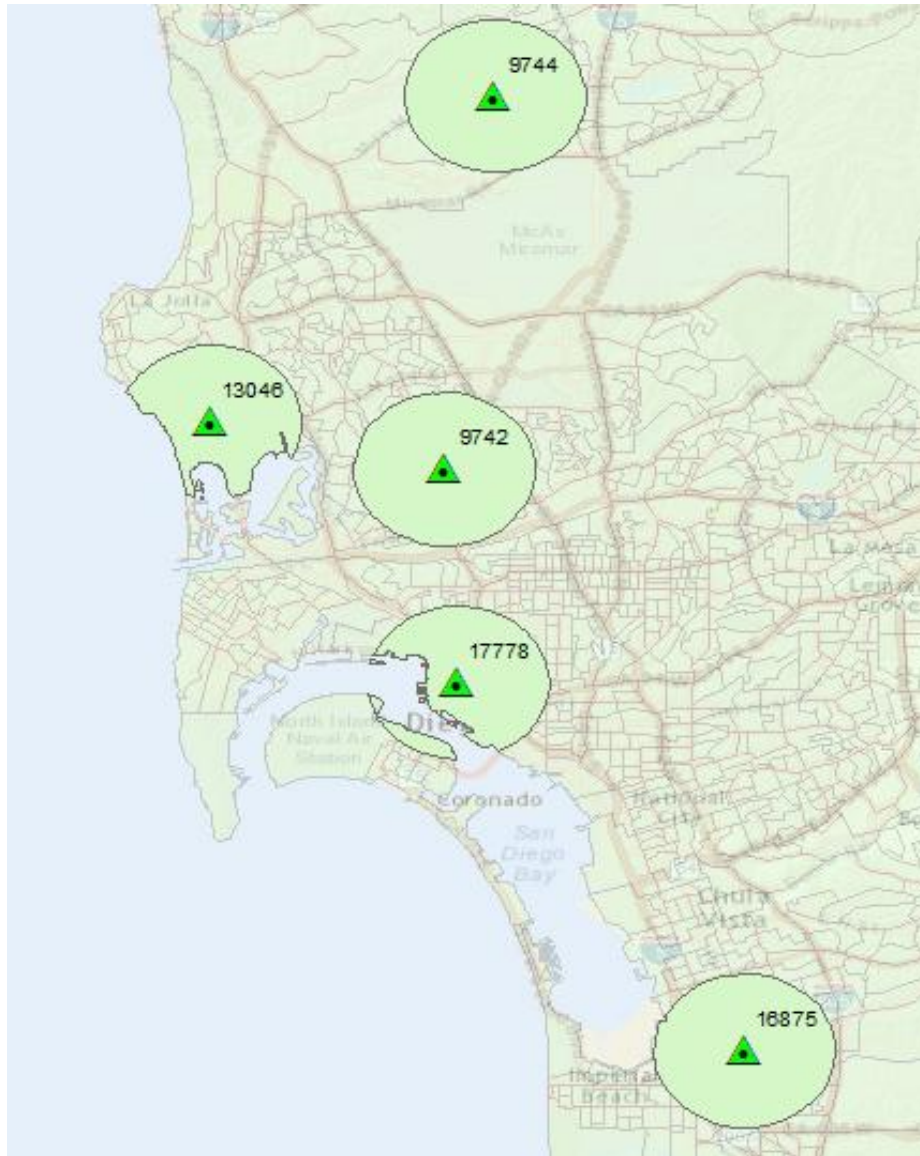 9744
McAs
Miramar
La Jolla
13046
9742
La Mesa
Lemon
Grove
17778
North Island
Naval Air
Station
Coronado
National
City
San
Diego
Bay
Chula
Vista
16875
Imperial
Beach